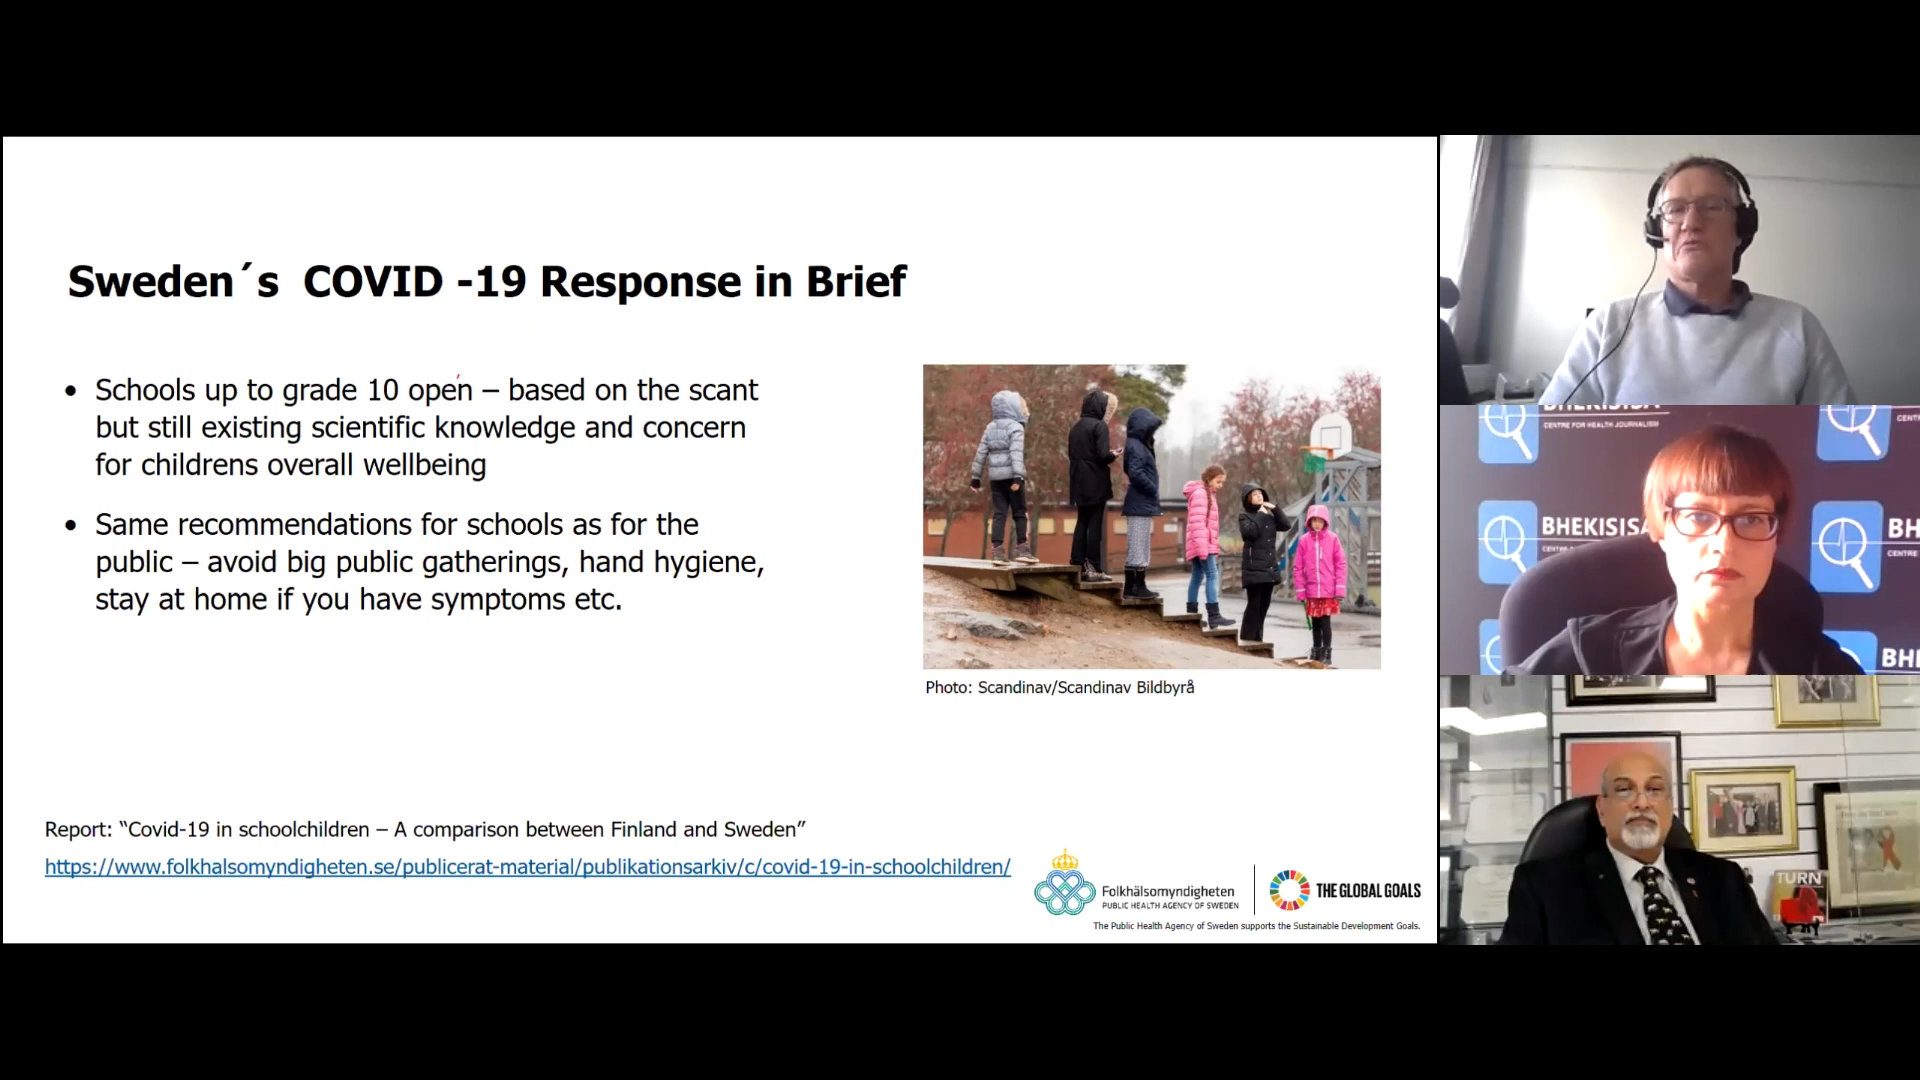 Sweden´s COVID -19 Response in Brief
• Schools up to grade 10 open – based on the scant
but still existing scientific knowledge and concern
for childrens overall wellbeing
• Same recommendations for schools as for the
public – avoid big public gatherings, hand hygiene,
stay at home if you have symptoms etc.
Photo: Scandinav/Scandinav Bildbyrå
Report: “Covid-19 in schoolchildren – A comparison between Finland and Sweden”
https://www.folkhalsomyndigheten.se/publicerat-material/publikationsarkiv/c/covid-19-in-schoolchildren/
Folkhälsomyndigheten
PUBLIC HEALTH AGENCY OF SWEDEN
THE GLOBAL GOALS
The Public Health Agency of Sweden supports the Sustainable Development Goals.
BHEKISISA
CENTRE FOR HEALTH JOURNALISM
CENT
BHEKISISA
CENT
BH
CENTRE
BH
TURN